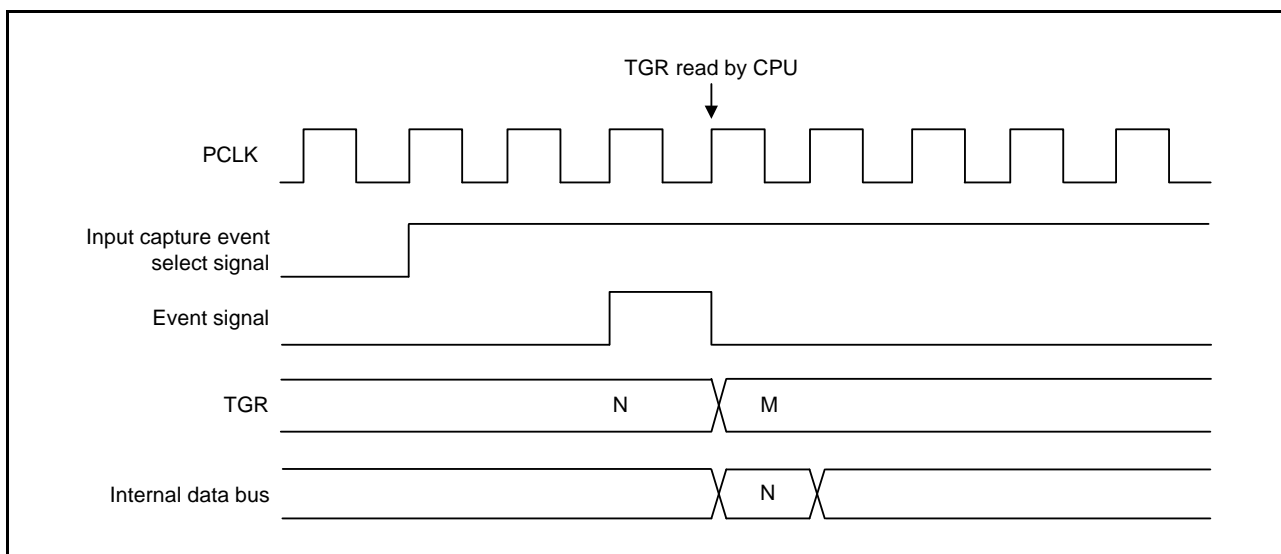 TGR read by CPU
PCLK
Input capture event
select signal
Event signal
TGR
N
M
Internal data bus
N